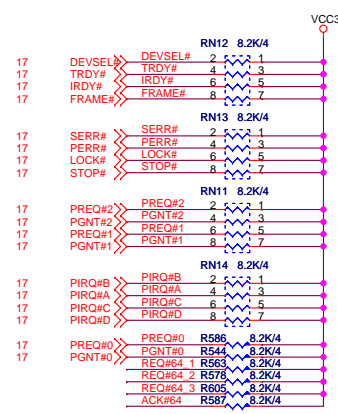 VCC3
RN12 8.2K/4
17 DEVSEL# DEVSEL# 2 1
17 TRDY# TRDY# 4 3
17 IRDY# IRDY# 6 5
17 FRAME# FRAME# 8 7
RN13 8.2K/4
17 SERR# SERR# 2 1
17 PERR# PERR# 4 3
17 LOCK# LOCK# 6 5
17 STOP# STOP# 8 7
RN11 8.2K/4
17 PREQ#2 PREQ#2 2 1
17 PGNT#2 PGNT#2 4 3
17 PREQ#1 PREQ#1 6 5
17 PGNT#1 PGNT#1 8 7
RN14 8.2K/4
17 PIRQ#B PIRQ#B 2 1
17 PIRQ#A PIRQ#A 4 3
17 PIRQ#C PIRQ#C 6 5
17 PIRQ#D PIRQ#D 8 7
17 PREQ#0 PREQ#0 R586 8.2K/4
17 PGNT#0 PGNT#0 R544 8.2K/4
REQ#64_1 R563 8.2K/4
REQ#64_2 R578 8.2K/4
REQ#64_3 R605 8.2K/4
ACK#64 R587 8.2K/4